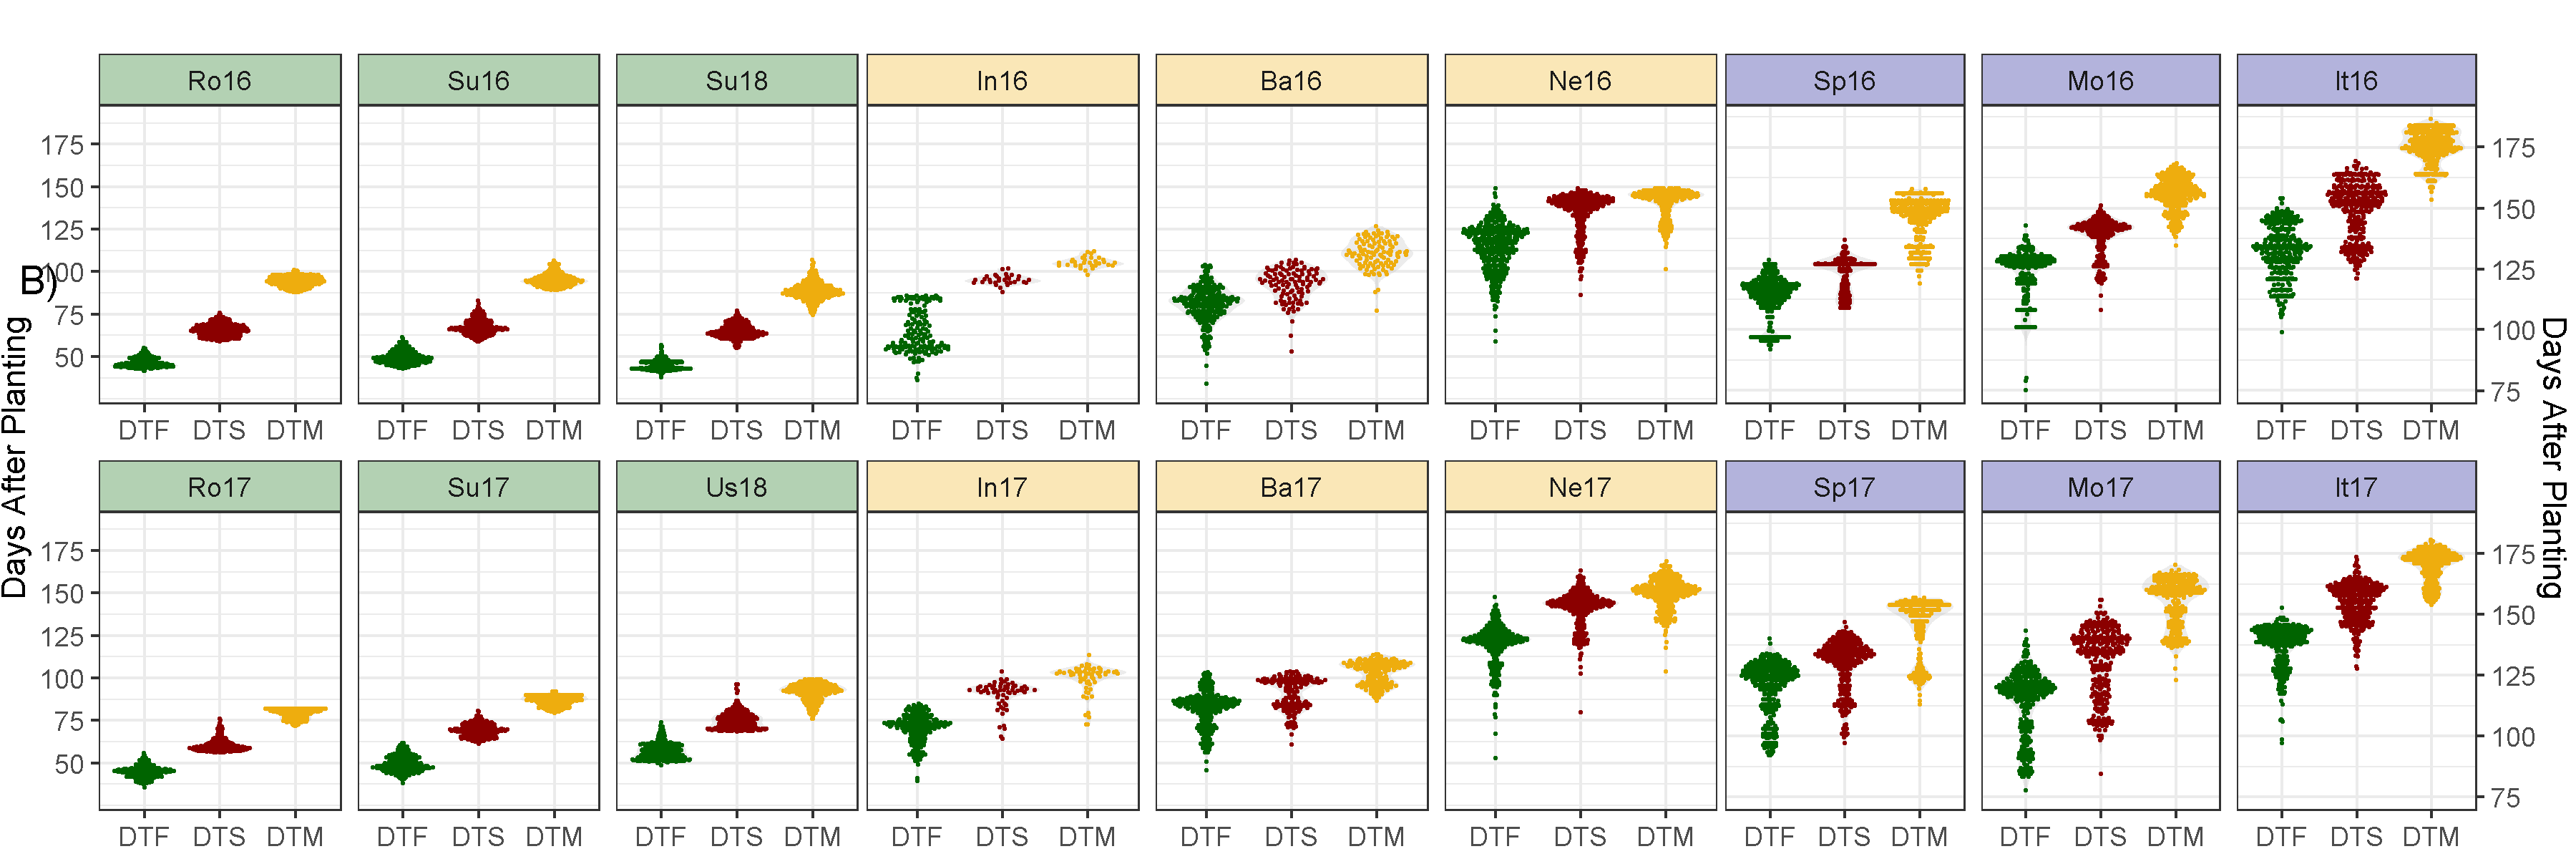 Ro16 Su16 Su18 In16 Ba16 Ne16 Sp16 Mo16 It16
175 175
150 150
125 125
100 100
75 75
50
B)
Days After Planting
Days After Planting
DTF DTS DTM DTF DTS DTM DTF DTS DTM DTF DTS DTM DTF DTS DTM DTF DTS DTM DTF DTS DTM DTF DTS DTM DTF DTS DTM
Ro17 Su17 Us18 In17 Ba17 Ne17 Sp17 Mo17 It17
175 175
150 150
125 125
100 100
75 75
50
DTF DTS DTM DTF DTS DTM DTF DTS DTM DTF DTS DTM DTF DTS DTM DTF DTS DTM DTF DTS DTM DTF DTS DTM DTF DTS DTM